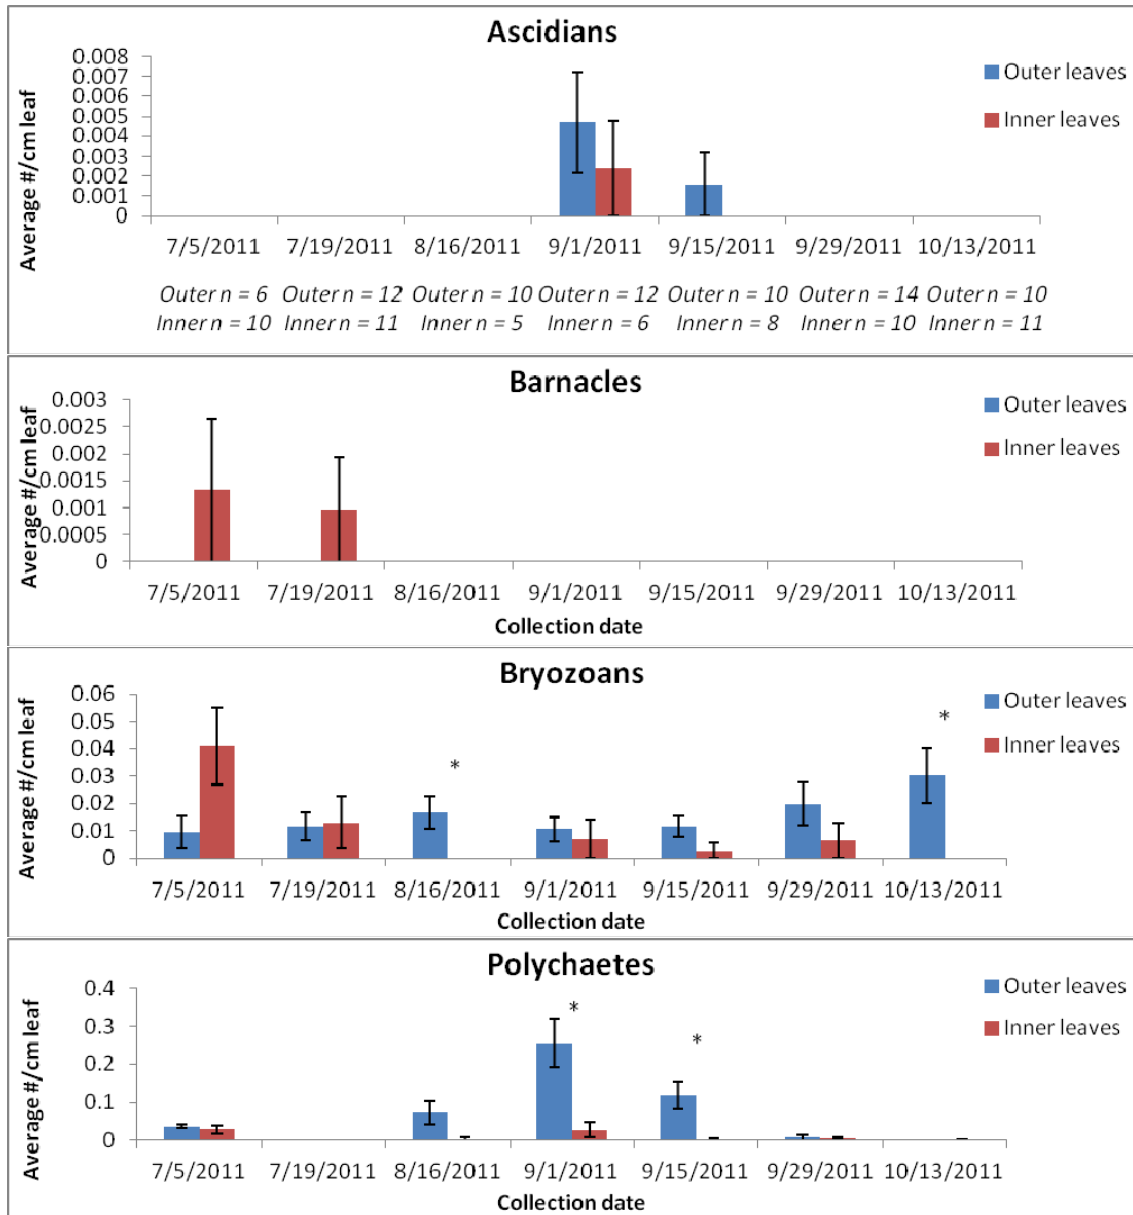 Ascidians
Average #/cm leaf
0.008
0.007
0.006
0.005
0.004
0.003
0.002
0.001
0
Outer leaves
Inner leaves
7/5/2011 7/19/2011 8/16/2011 9/1/2011 9/15/2011 9/29/2011 10/13/2011
Outer n = 6 Outer n = 12 Outer n = 10 Outer n = 12 Outer n = 10 Outer n = 14 Outer n = 10
Inner n = 10 Inner n = 11 Inner n = 5 Inner n = 6 Inner n = 8 Inner n = 10 Inner n = 11
Barnacles
Average #/cm leaf
0.003
0.0025
0.002
0.0015
0.001
0.0005
0
Outer leaves
Inner leaves
7/5/2011 7/19/2011 8/16/2011 9/1/2011 9/15/2011 9/29/2011 10/13/2011
Collection date
Bryozoans
Average #/cm leaf
0.06
0.05
0.04
0.03
0.02
0.01
0
*
*
Outer leaves
Inner leaves
7/5/2011 7/19/2011 8/16/2011 9/1/2011 9/15/2011 9/29/2011 10/13/2011
Collection date
Polychaetes
Average #/cm leaf
0.4
0.3
0.2
0.1
0
*
*
Outer leaves
Inner leaves
7/5/2011 7/19/2011 8/16/2011 9/1/2011 9/15/2011 9/29/2011 10/13/2011
Collection date